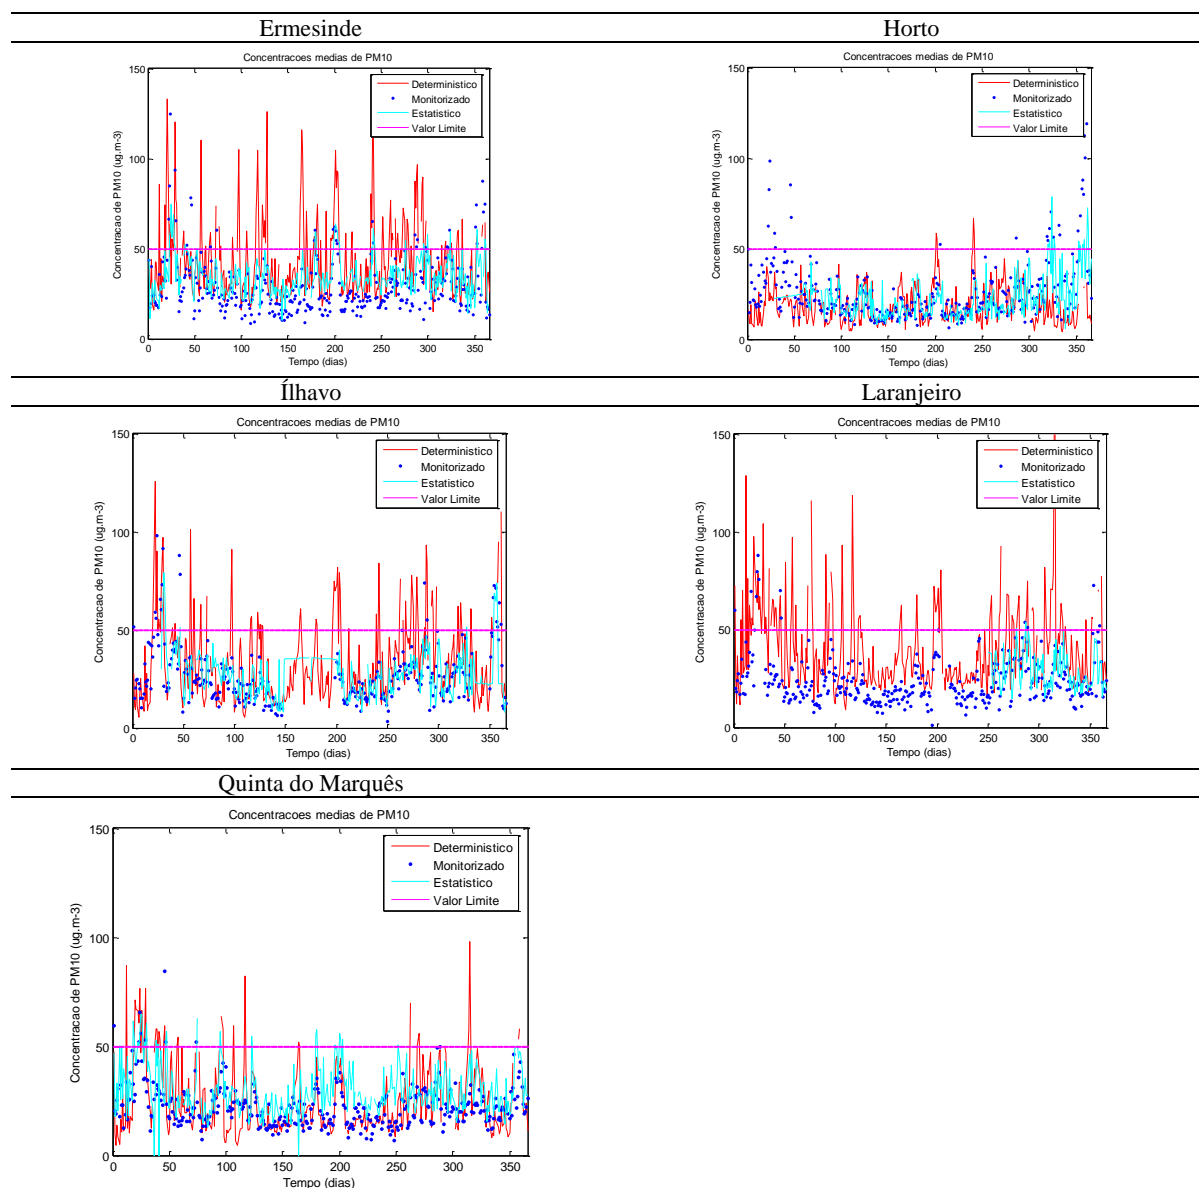 Ermesinde
Horto
Concentracoes medias de PM10
150
100
50
0
Concentracao de PM10 (ug.m-3)
0 50 100 150 200 250 300 350
Tempo (dias)
Deterministico
Monitorizado
Estatistico
Valor Limite
Concentracoes medias de PM10
150
100
50
0
Concentracao de PM10 (ug.m-3)
0 50 100 150 200 250 300 350
Tempo (dias)
Deterministico
Monitorizado
Estatistico
Valor Limite
Ílhavo
Laranjeiro
Concentracoes medias de PM10
150
100
50
0
Concentracao de PM10 (ug.m-3)
0 50 100 150 200 250 300 350
Tempo (dias)
Deterministico
Monitorizado
Estatistico
Valor Limite
Concentracoes medias de PM10
150
100
50
0
Concentracao de PM10 (ug.m-3)
0 50 100 150 200 250 300 350
Tempo (dias)
Deterministico
Monitorizado
Estatistico
Valor Limite
Quinta do Marquês
Concentracoes medias de PM10
150
100
50
0
Concentracao de PM10 (ug.m-3)
0 50 100 150 200 250 300 350
Tempo (dias)
Deterministico
Monitorizado
Estatistico
Valor Limite